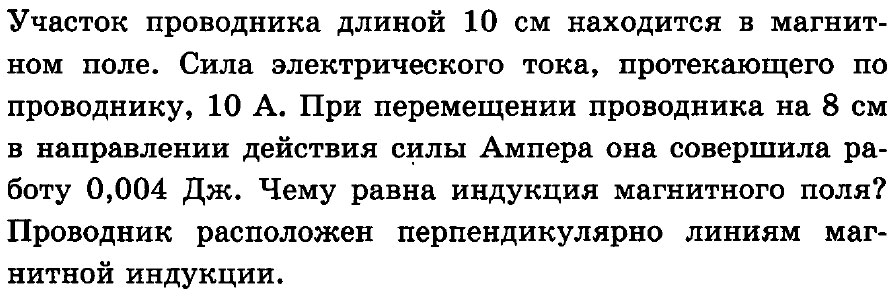 Участок проводника длиной 10 см находится в магнит-
ном поле. Сила электрического тока, протекающего по
проводнику, 10 А. При перемещении проводника на 8 см
в направлении действия силы Ампера она совершила ра-
боту 0,004 Дж. Чему равна индукция магнитного поля?
Проводник расположен перпендикулярно линиям маг-
нитной индукции.